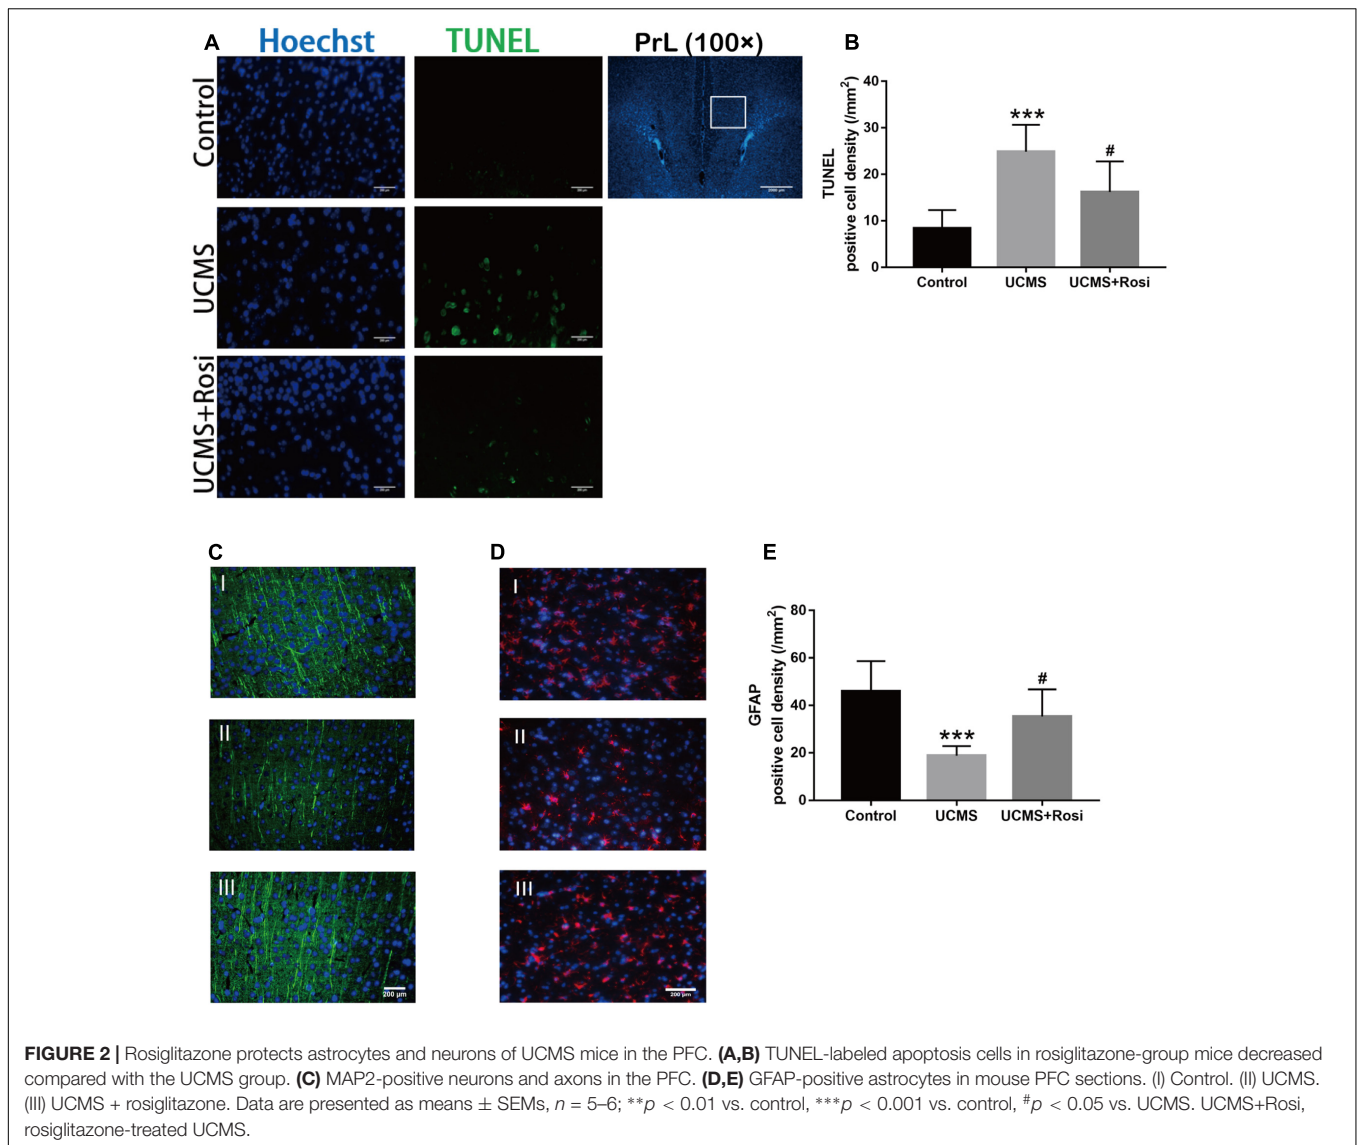 A
Hoechst
TUNEL
PrL (100×)
Control
UCMS
UCMS+Rosi
B
TUNEL
positive cell density (/mm²)
40
30
20
10
0
***
#
Control
UCMS
UCMS+Rosi
C
I
II
III
200 µm
D
I
II
III
200 µm
E
GFAP
positive cell density (/mm²)
80
60
40
20
0
***
#
Control
UCMS
UCMS+Rosi
FIGURE 2 | Rosiglitazone protects astrocytes and neurons of UCMS mice in the PFC. (A,B) TUNEL-labeled apoptosis cells in rosiglitazone-group mice decreased
compared with the UCMS group. (C) MAP2-positive neurons and axons in the PFC. (D,E) GFAP-positive astrocytes in mouse PFC sections. (I) Control. (II) UCMS.
(III) UCMS + rosiglitazone. Data are presented as means ± SEMs, n = 5–6; **p < 0.01 vs. control, ***p < 0.001 vs. control, #p < 0.05 vs. UCMS. UCMS+Rosi,
rosiglitazone-treated UCMS.